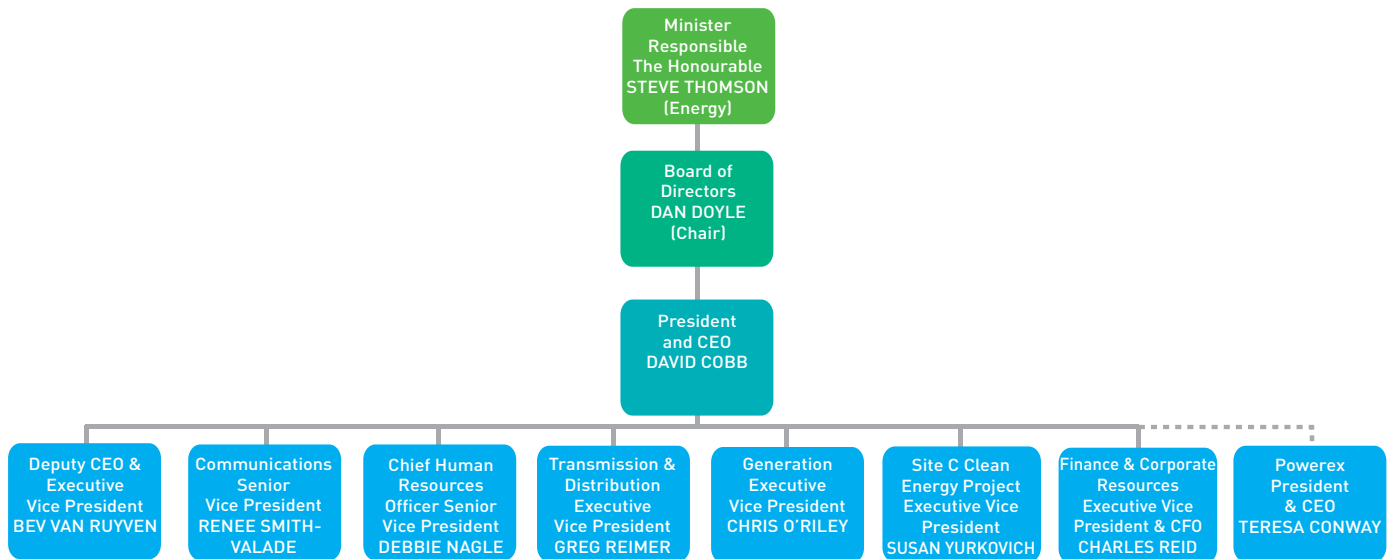 Minister
Responsible
The Honourable
STEVE THOMSON
(Energy)
Board of
Directors
DAN DOYLE
(Chair)
President
and CEO
DAVID COBB
Deputy CEO &
Executive
Vice President
BEV VAN RUYVEN
Communications
Senior
Vice President
RENEE SMITH-
VALADE
Chief Human
Resources
Officer Senior
Vice President
DEBBIE NAGLE
Transmission &
Distribution
Executive
Vice President
GREG REIMER
Generation
Executive
Vice President
CHRIS O'RILEY
Site C Clean
Energy Project
Executive Vice
President
SUSAN YURKOVICH
Finance & Corporate
Resources
Executive Vice
President & CFO
CHARLES REID
Powerex
President
& CEO
TERESA CONWAY